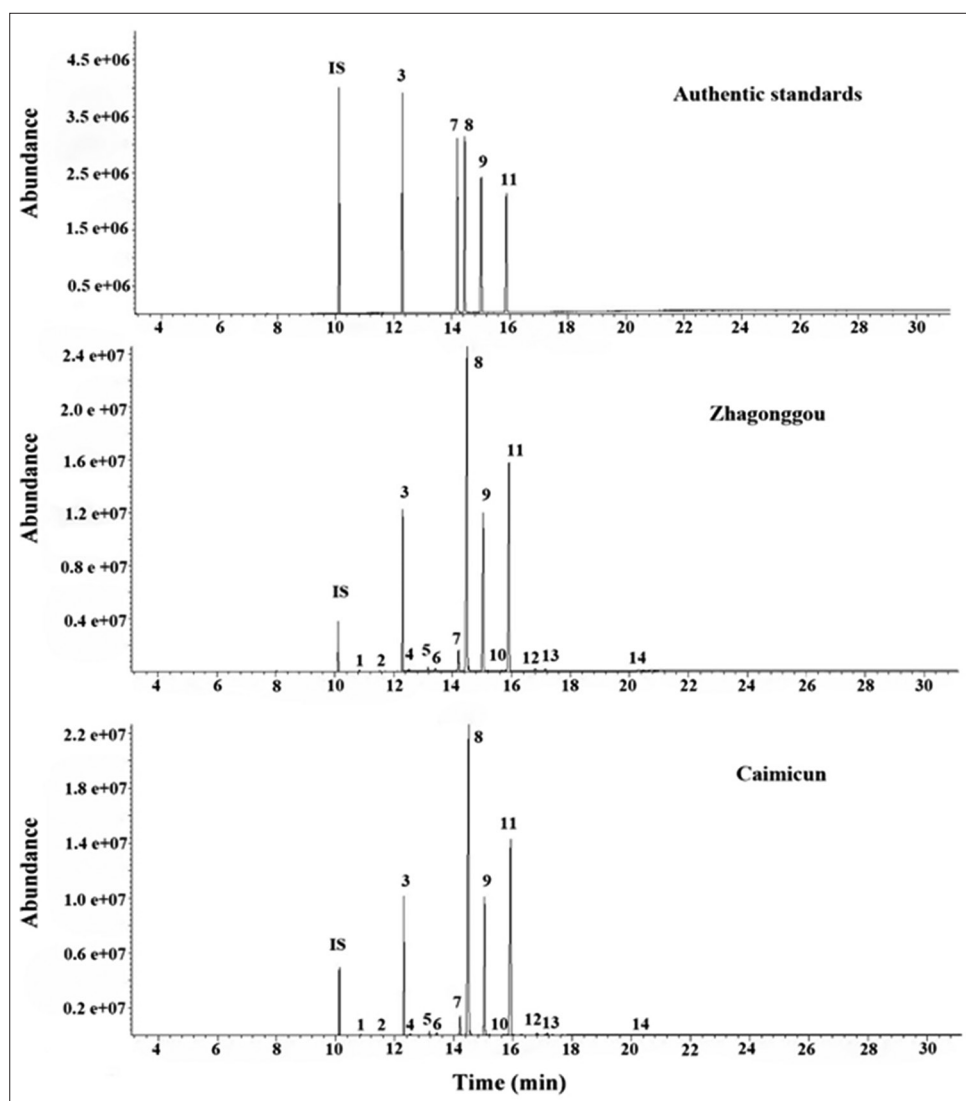 Abundance
4.5 e+06
3.5e+06
2.5e+06
1.5e+06
0.5e+06
IS
3
7
8
9
11
Authentic standards
4 6 8 10 12 14 16 18 20 22 24 26 28 30
Abundance
2.4 e+07
2.0 e +07
1.6 e+07
1.2 e+07
0.8 e+07
0.4 e+07
IS
1
2
3
4
5
6
7
8
9
10
11
12
13
14
Zhagonggou
4 6 8 10 12 14 16 18 20 22 24 26 28 30
Abundance
2.2 e+07
1.8 e+07
1.4 e+07
1.0 e+07
0.6 e+07
0.2 e+07
IS
1
2
3
4
5
6
7
8
9
10
11
12
13
14
Caimicun
4 6 8 10 12 14 16 18 20 22 24 26 28 30
Time (min)